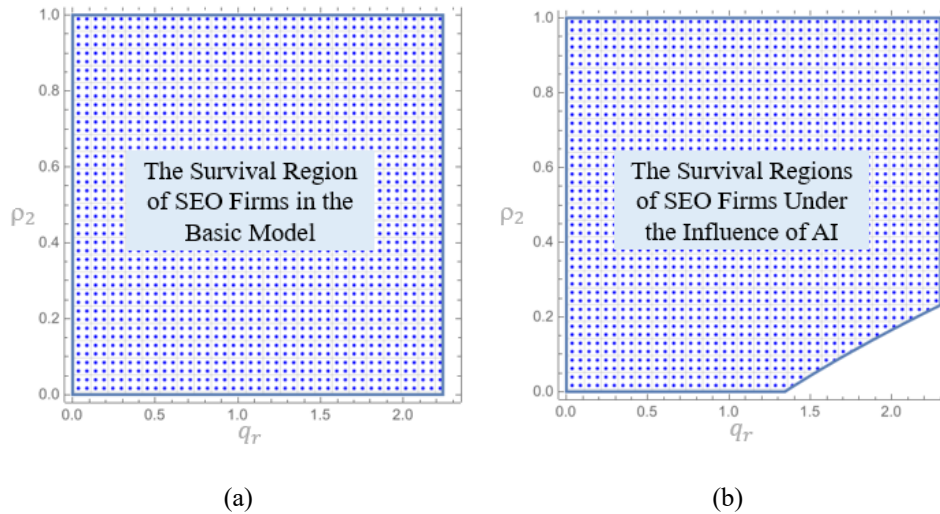 1.0
0.8
0.6
0.4
0.2
0.0
ρ2
The Survival Region
of SEO Firms in the
Basic Model
0.0 0.5 1.0 1.5 2.0
qr
(a)
1.0
0.8
0.6
0.4
0.2
0.0
ρ2
The Survival Regions
of SEO Firms Under
the Influence of AI
0.0 0.5 1.0 1.5 2.0
qr
(b)